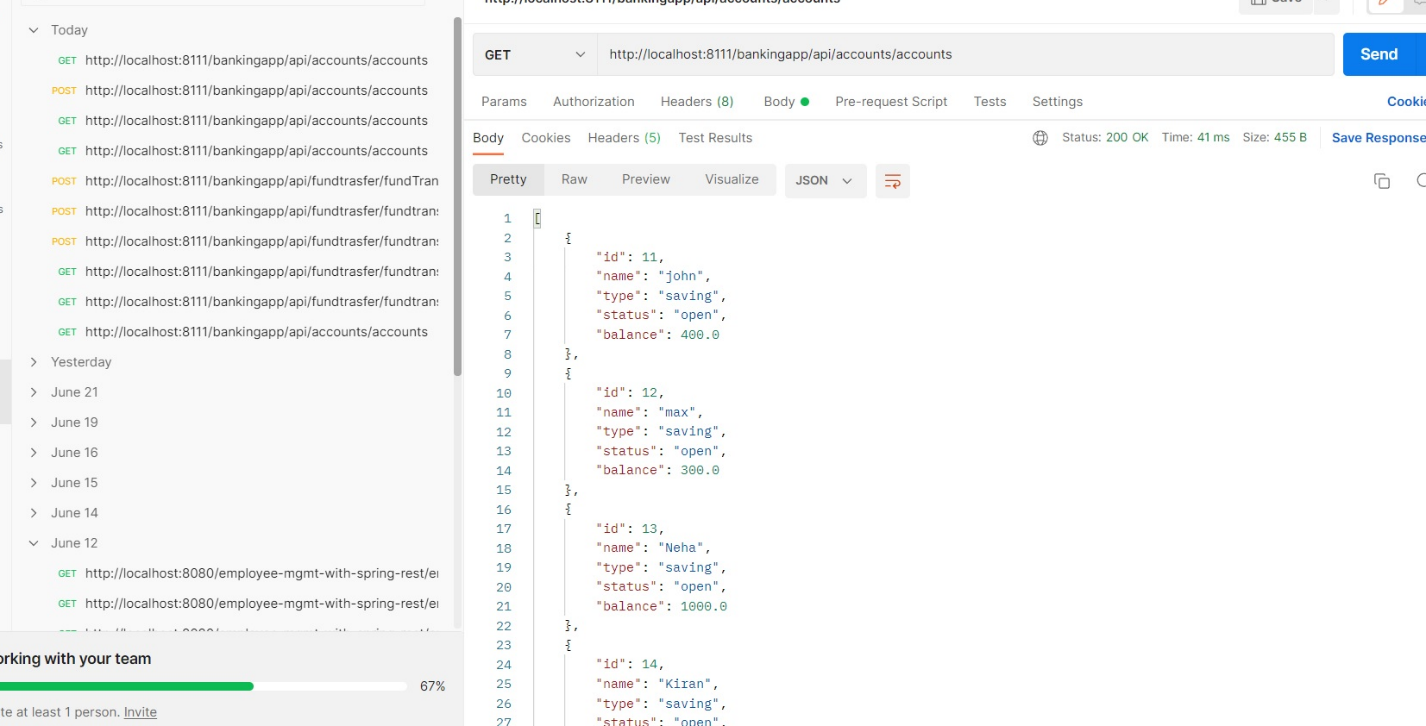 http://localhost:8111/bankingapp/api/accounts/accounts
Save
Today
GET http://localhost:8111/bankingapp/api/accounts/accounts
POST http://localhost:8111/bankingapp/api/accounts/accounts
GET http://localhost:8111/bankingapp/api/accounts/accounts
GET http://localhost:8111/bankingapp/api/accounts/accounts
POST http://localhost:8111/bankingapp/api/fundtrasfer/fundTran
POST http://localhost:8111/bankingapp/api/fundtrasfer/fundtrans
POST http://localhost:8111/bankingapp/api/fundtrasfer/fundtrans
GET http://localhost:8111/bankingapp/api/fundtrasfer/fundtrans
GET http://localhost:8111/bankingapp/api/fundtrasfer/fundtrans
GET http://localhost:8111/bankingapp/api/accounts/accounts
Yesterday
June 21
June 19
June 16
June 15
June 14
June 12
GET http://localhost:8080/employee-mgmt-with-spring-rest/e
GET http://localhost:8080/employee-mgmt-with-spring-rest/e
orking with your team
67%
te at least 1 person. Invite
GET http://localhost:8111/bankingapp/api/accounts/accounts Send
Params Authorization Headers (8) Body Pre-request Script Tests Settings Cookie
Body Cookies Headers (5) Test Results Status: 200 OK Time: 41 ms Size: 455 B Save Response
Pretty Raw Preview Visualize JSON
1 [
2 {
3 "id": 11,
4 "name": "john",
5 "type": "saving",
6 "status": "open",
7 "balance": 400.0
8 },
9 {
10 "id": 12,
11 "name": "max",
12 "type": "saving",
13 "status": "open",
14 "balance": 300.0
15 },
16 {
17 "id": 13,
18 "name": "Neha",
19 "type": "saving",
20 "status": "open",
21 "balance": 1000.0
22 },
23 {
24 "id": 14,
25 "name": "Kiran",
26 "type": "saving",
27 "status": "open",